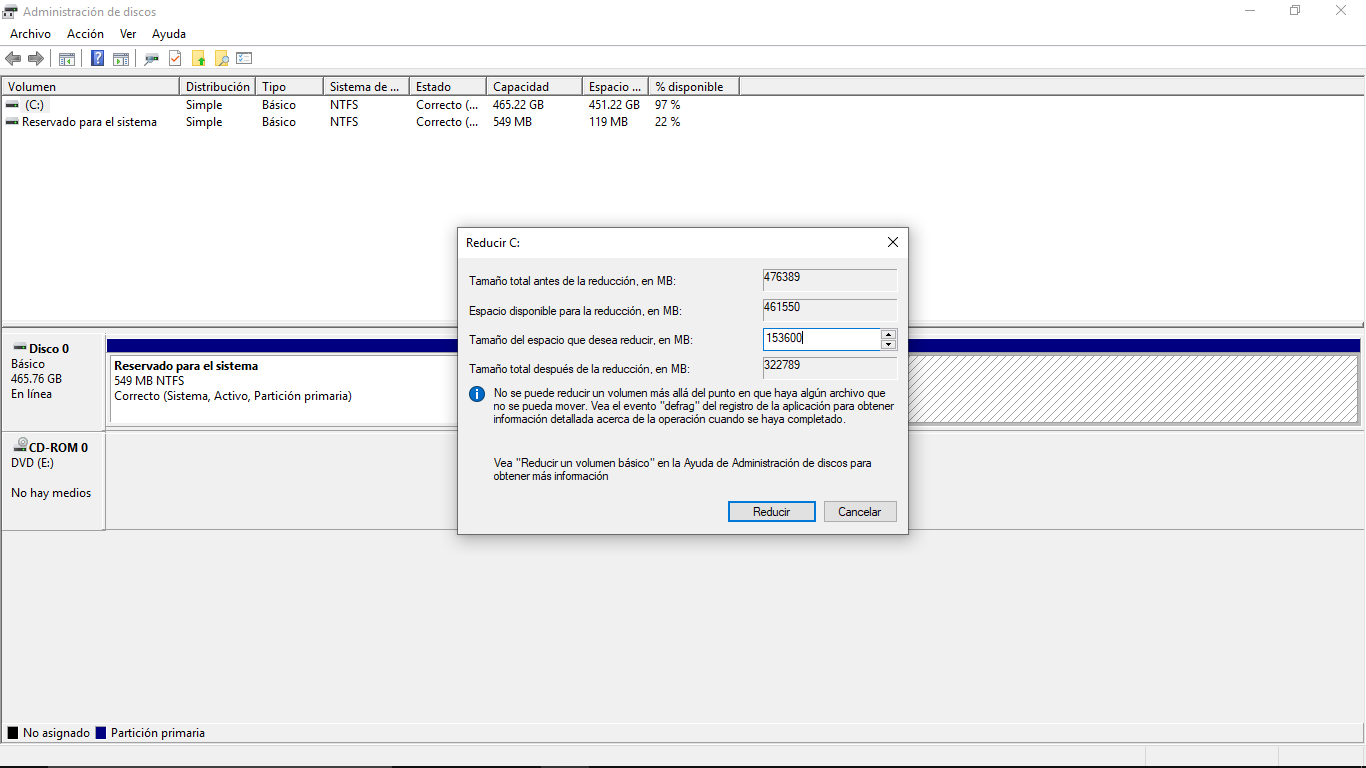 Administración de discos
Archivo Acción Ver Ayuda
Volumen Distribución Tipo Sistema de ... Estado Capacidad Espacio ... % disponible
(C:) Simple Básico NTFS Correcto (... 465.22 GB 451.22 GB 97 %
Reservado para el sistema Simple Básico NTFS Correcto (... 549 MB 119 MB 22 %
Reducir C:
Tamaño total antes de la reducción, en MB: 476389
Espacio disponible para la reducción, en MB: 461550
Tamaño del espacio que desea reducir, en MB: 153600
Tamaño total después de la reducción, en MB: 322789
No se puede reducir un volumen más allá del punto en que haya algún archivo que
no se pueda mover. Vea el evento "defrag" del registro de la aplicación para obtener
información detallada acerca de la operación cuando se haya completado.
Vea "Reducir un volumen básico" en la Ayuda de Administración de discos para
obtener más información
Reducir Cancelar
Disco 0
Básico
465.76 GB
En línea
Reservado para el sistema
549 MB NTFS
Correcto (Sistema, Activo, Partición primaria)
CD-ROM 0
DVD (E:)
No hay medios
No asignado Partición primaria